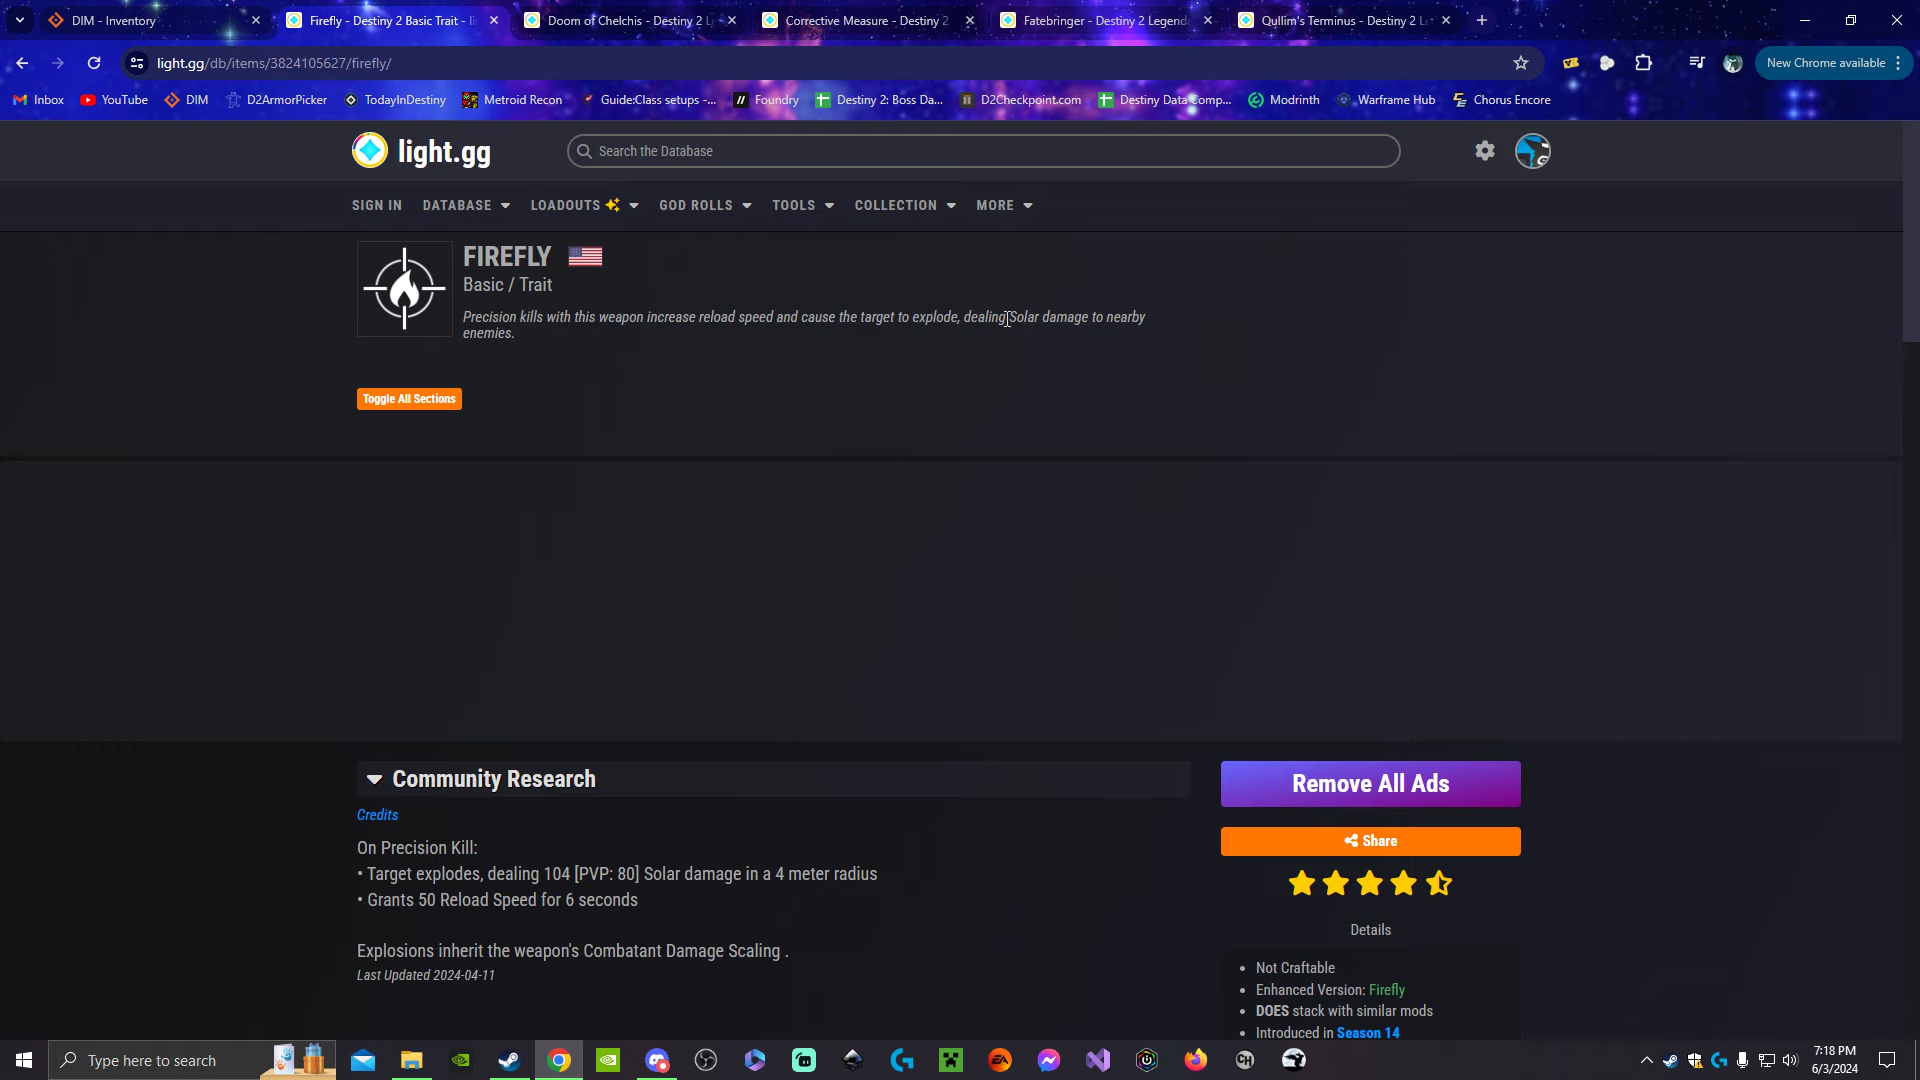 DIM - Inventory
Firefly - Destiny 2 Basic Trait - li
Doom of Chelchis - Destiny 2 L
Corrective Measure - Destiny 2
Fatebringer - Destiny 2 Legenda
Qullim's Terminus - Destiny 2 Le
light.gg/db/items/3824105627/firefly/
New Chrome available
Inbox
YouTube
DIM
D2ArmorPicker
TodayInDestiny
Metroid Recon
Guide:Class setups -...
Foundry
Destiny 2: Boss Da...
D2Checkpoint.com
Destiny Data Comp...
Modrinth
Warframe Hub
Chorus Encore
light.gg
Search the Database
SIGN IN
DATABASE
LOADOUTS
GOD ROLLS
TOOLS
COLLECTION
MORE
FIREFLY
Basic / Trait
Precision kills with this weapon increase reload speed and cause the target to explode, dealing Solar damage to nearby
enemies.
Toggle All Sections
Community Research
Credits
On Precision Kill:
• Target explodes, dealing 104 [PVP: 80] Solar damage in a 4 meter radius
• Grants 50 Reload Speed for 6 seconds
Explosions inherit the weapon's Combatant Damage Scaling .
Last Updated 2024-04-11
Remove All Ads
Share
Details
• Not Craftable
• Enhanced Version: Firefly
• DOES stack with similar mods
• Introduced in Season 14
Type here to search
7:18 PM
6/3/2024